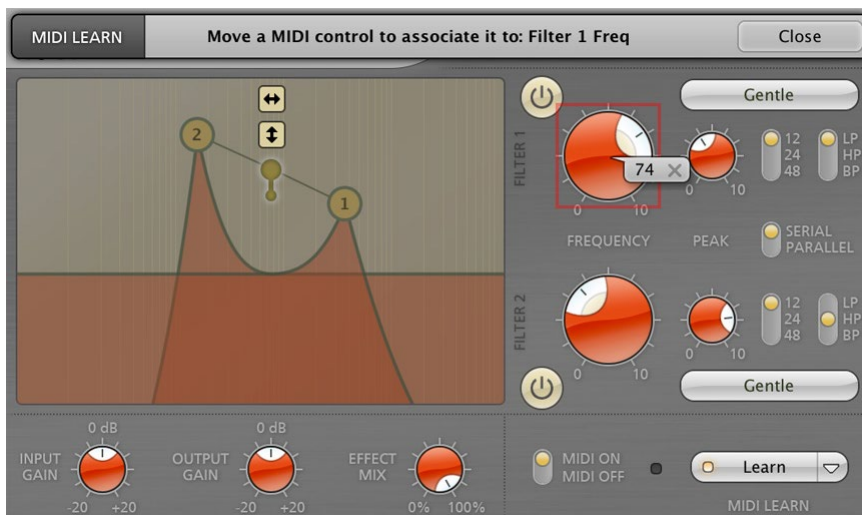 MIDI LEARN
Move a MIDI control to associate it to: Filter 1 Freq
Close
FILTER 1
Gentle
2
1
74
0 10
0 10
12
24
48
LP
HP
BP
FREQUENCY
PEAK
SERIAL
PARALLEL
FILTER 2
0 10
0 10
12
24
48
LP
HP
BP
Gentle
INPUT
GAIN
0 dB
-20 +20
OUTPUT
GAIN
0 dB
-20 +20
EFFECT
MIX
0% 100%
MIDI ON
MIDI OFF
Learn
MIDI LEARN